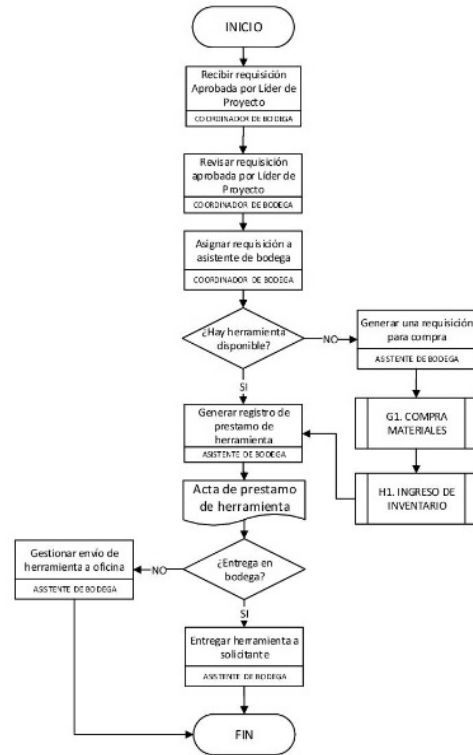 INICIO
Recibir requisición
Aprobada por Líder de
Proyecto
COORDINADOR DE BODEGA
Revisar requisición
aprobada por Líder de
Proyecto
COORDINADOR DE BODEGA
Asignar requisición a
asistente de bodega
COORDINADOR DE BODEGA
¿Hay herramienta
disponible?
NO
Generar una requisición
para compra
ASISTENTE DE BODEGA
SI
G1. COMPRA
MATERIALES
Generar registro de
prestamo de
herramienta
ASISTENTE DE BODEGA
H1. INGRESO DE
INVENTARIO
Acta de prestamo
de herramienta
¿Entrega en
bodega?
NO
Gestionar envío de
herramienta a oficina
ASISTENTE DE BODEGA
SI
Entregar herramienta a
solicitante
ASISTENTE DE BODEGA
FIN